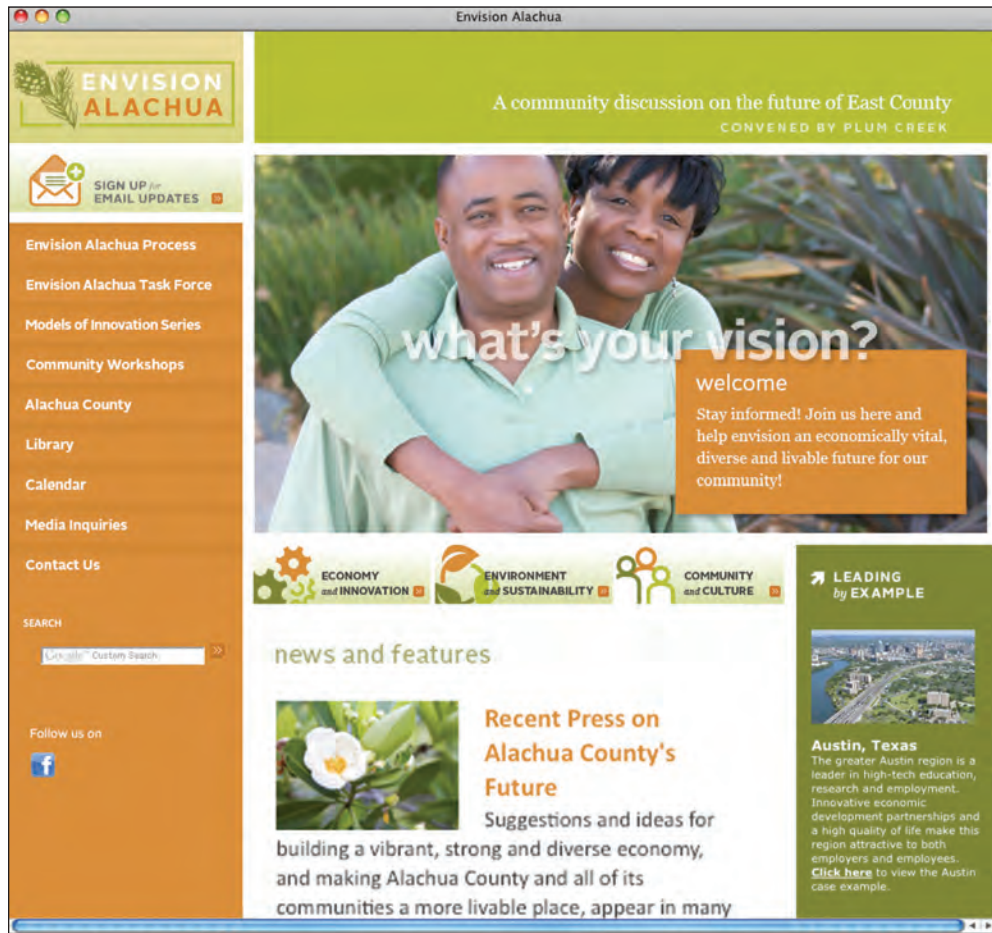 Envision Alachua
ENVISION
ALACHUA
A community discussion on the future of East County
CONVENED BY PLUM CREEK
SIGN UP for
EMAIL UPDATES
Envision Alachua Process
Envision Alachua Task Force
Models of Innovation Series
Community Workshops
Alachua County
Library
Calendar
Media Inquiries
Contact Us
SEARCH
Google™ Custom Search
Follow us on
f
what's your vision?
welcome
Stay informed! Join us here and
help envision an economically vital,
diverse and livable future for our
community!
ECONOMY
and INNOVATION
ENVIRONMENT
and SUSTAINABILITY
COMMUNITY
and CULTURE
news and features
Recent Press on
Alachua County's
Future
Suggestions and ideas for
building a vibrant, strong and diverse economy,
and making Alachua County and all of its
communities a more livable place, appear in many
LEADING
by EXAMPLE
Austin, Texas
The greater Austin region is a
leader in high-tech education,
research and employment.
Innovative economic
development partnerships and
a high quality of life make this
region attractive to both
employers and employees.
Click here to view the Austin
case example.